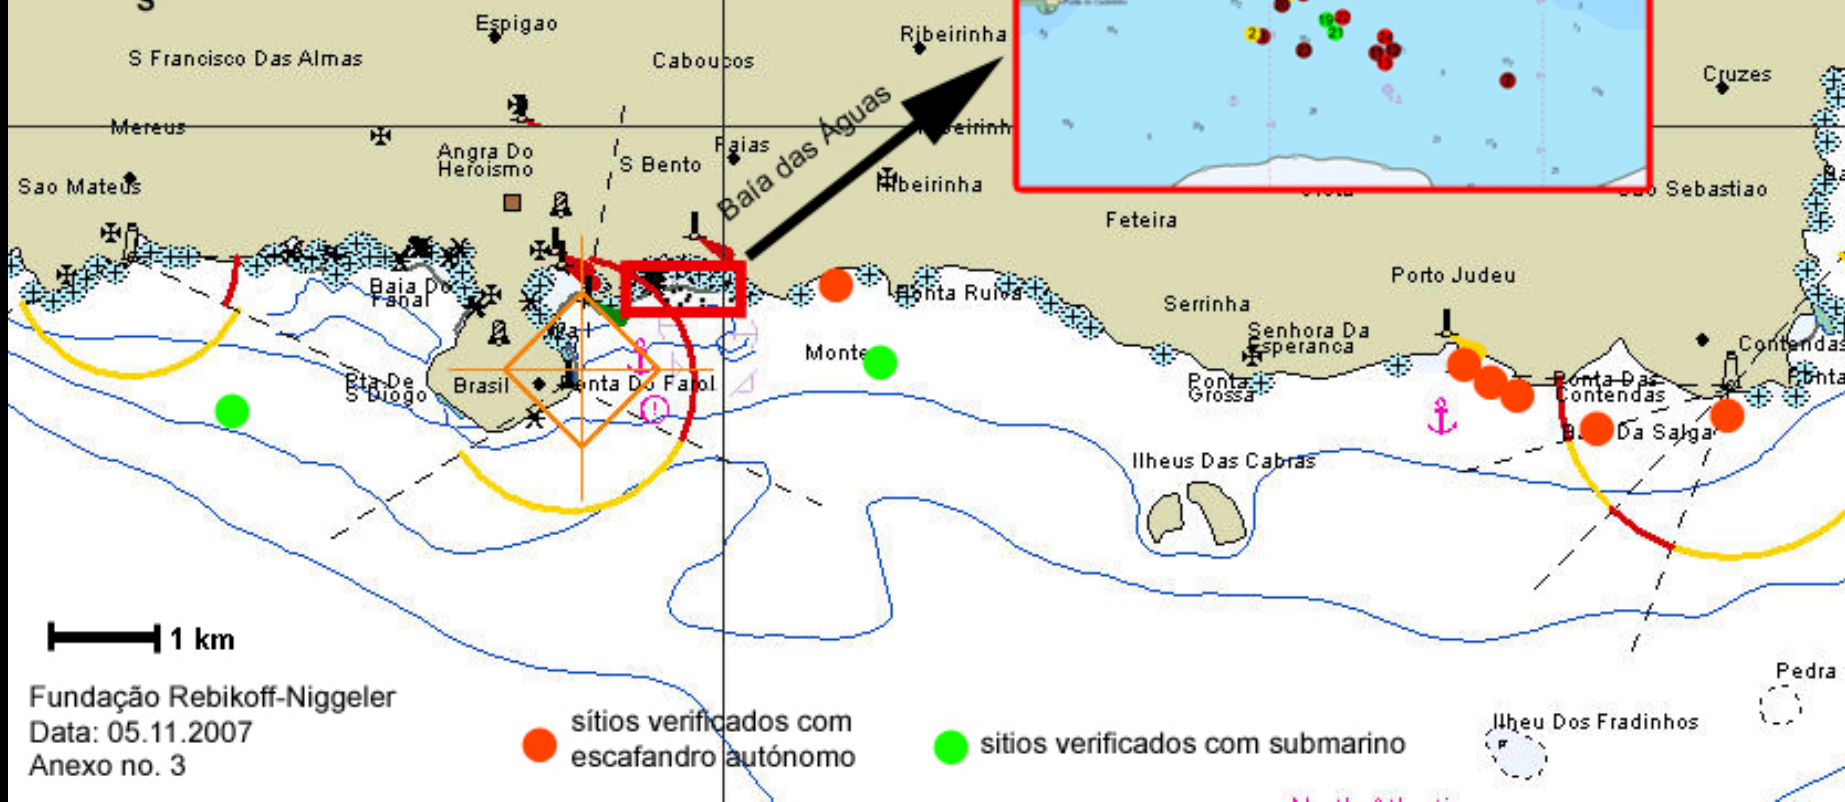 S
Espigao
S Francisco Das Almas
Caboucos
Ribeirinha
Cruzes
Mereus
Angra Do
Heroismo
S Bento
Faias
Baía das Águas
Sao Mateus
Ribeirinha
Sao Sebastiao
Feteira
Porto Judeu
Baia Do
Fanal
Ponta Ruiva
Serrinha
Senhora Da
Esperanca
Contendas
Monte
Pta De
S Diogo
Brasil
Ponta Do Farol
Ponta
Grossa
Ponta Das
Contendas
Ponta
Da Salga
Ilheus Das Cabras
1 km
Fundação Rebikoff-Niggeler
Data: 05.11.2007
Anexo no. 3
sítios verificados com
escafandro autónomo
sitios verificados com submarino
Ilheu Dos Fradinhos
Pedra
19
21
2